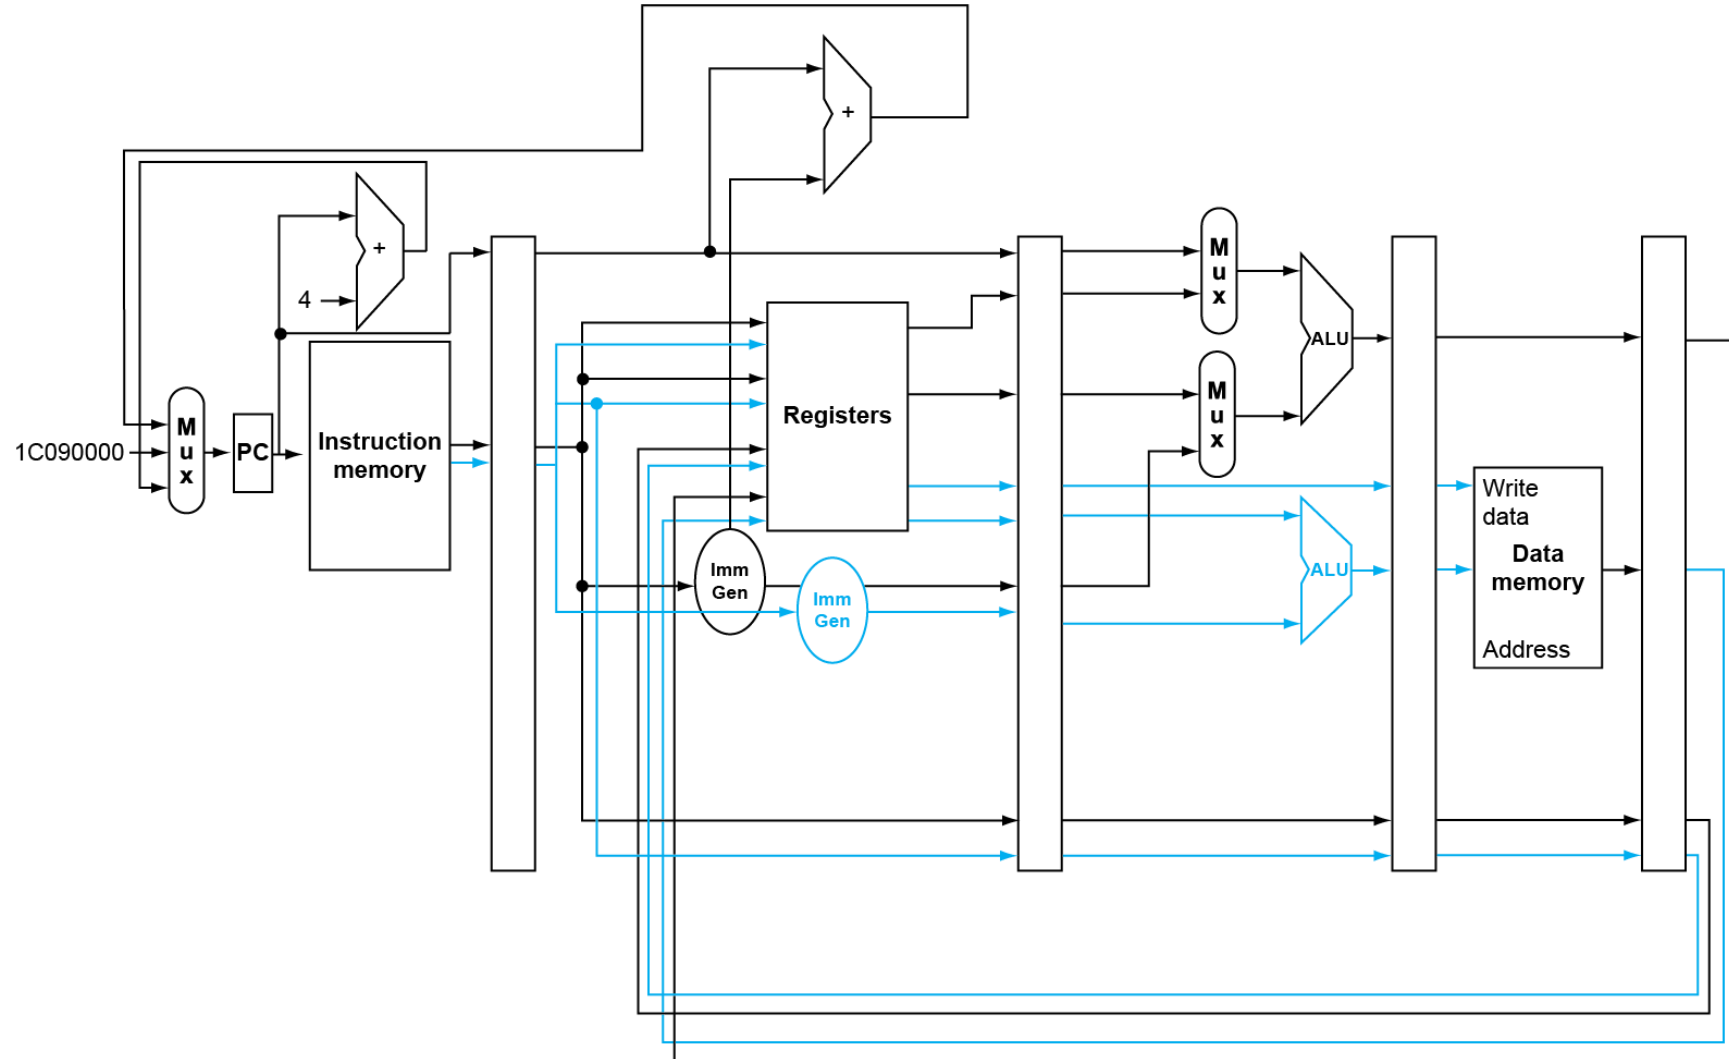 +
+
4
M
u
x
M
u
x
ALU
1C090000
M
u
x
PC
Instruction
memory
Registers
Write
data
Data
memory
Address
ALU
Imm
Gen
Imm
Gen